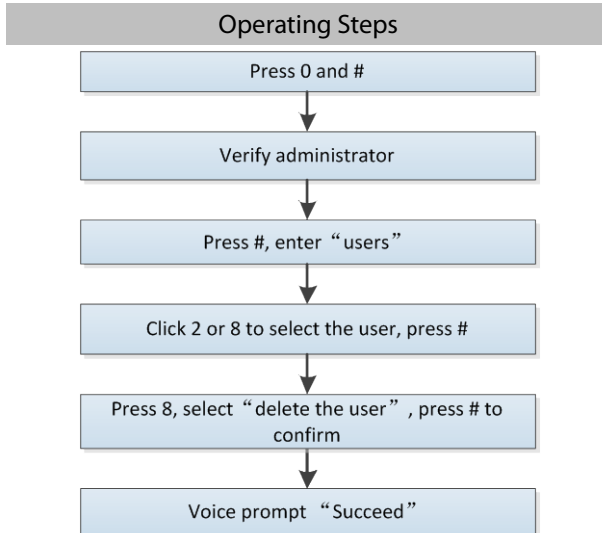 Operating Steps
Press 0 and #
Verify administrator
Press #, enter “users”
Click 2 or 8 to select the user, press #
Press 8, select “delete the user”, press # to
confirm
Voice prompt “Succeed”